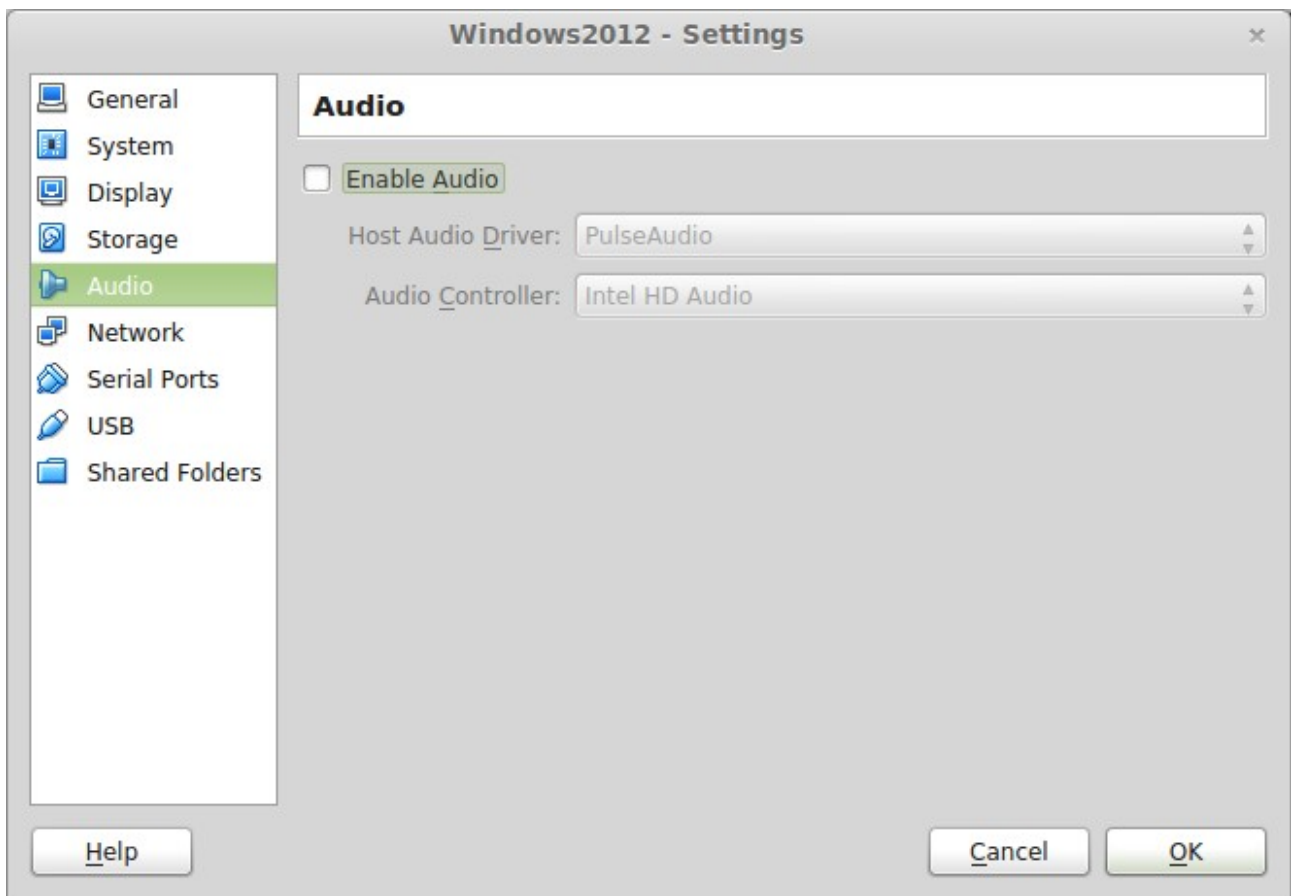 Windows2012 - Settings
General
System
Display
Storage
Audio
Network
Serial Ports
USB
Shared Folders
Audio
Enable Audio
Host Audio Driver: PulseAudio
Audio Controller: Intel HD Audio
Help
Cancel
OK